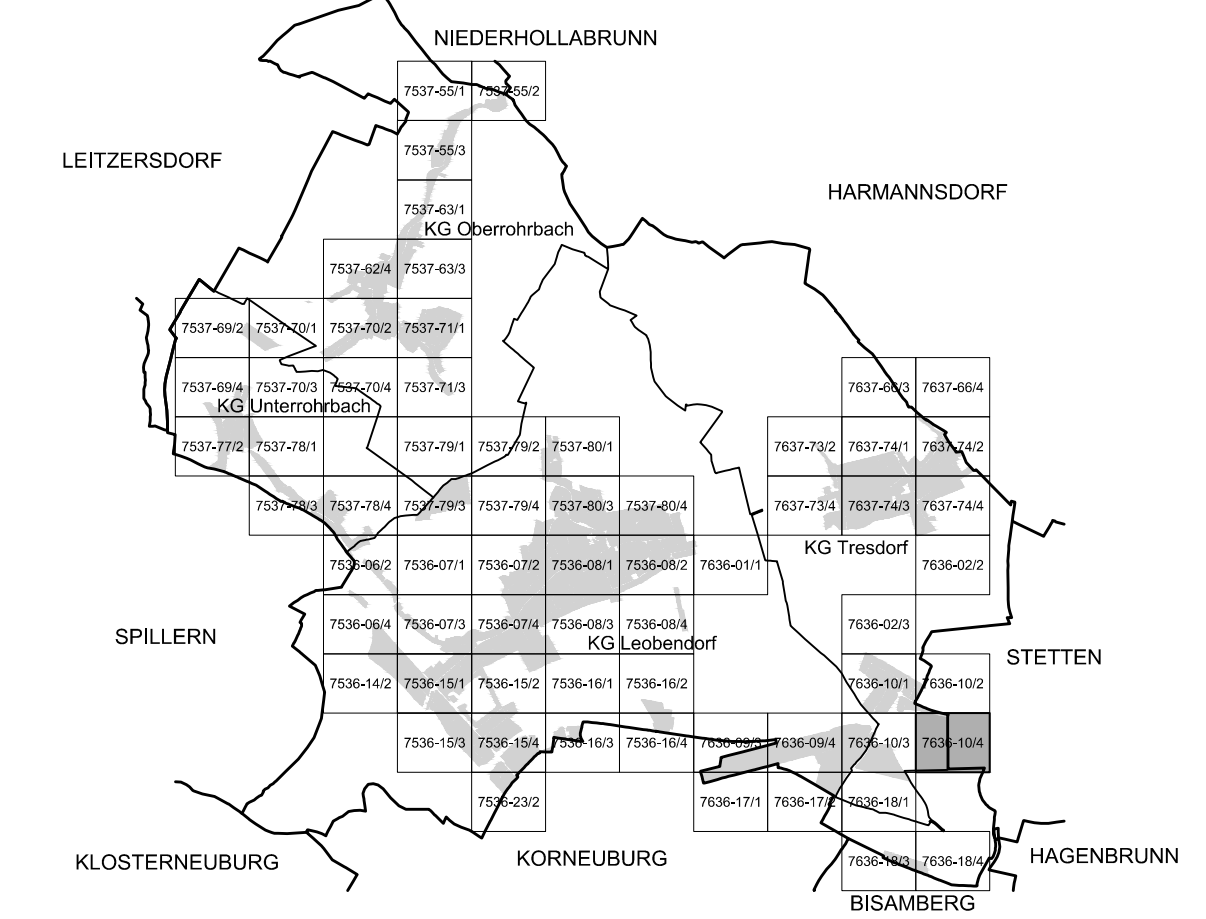 NIEDERHOLLABRUNN
7537-55/1 7537-55/2
LEITZERSDORF
7537-55/3
HARMANNSDORF
7537-63/1
KG Oberrohrbach
7537-62/4 7537-63/3
7537-69/2 7537-70/1 7537-70/2 7537-71/1
7537-69/4 7537-70/3 7537-70/4 7537-71/3 7637-66/3 7637-66/4
KG Unterrohrbach
7537-77/2 7537-78/1 7537-79/1 7537-79/2 7537-80/1 7637-73/2 7637-74/1 7637-74/2
7537-78/3 7537-78/4 7537-79/3 7537-79/4 7537-80/3 7537-80/4 7637-73/4 7637-74/3 7637-74/4
KG Tresdorf
7536-06/2 7536-07/1 7536-07/2 7536-08/1 7536-08/2 7636-01/1 7636-02/2
SPILLERN
7536-06/4 7536-07/3 7536-07/4 7536-08/3 7536-08/4 7636-02/3
KG Leobendorf
STETTEN
7536-14/2 7536-15/1 7536-15/2 7536-16/1 7536-16/2 7636-10/1 7636-10/2
7536-15/3 7536-15/4 7536-16/3 7536-16/4 7636-09/3 7636-09/4 7636-10/3 7636-10/4
7536-23/2 7636-17/1 7636-17/2 7636-18/1
KLOSTERNEUBURG
KORNEUBURG
7636-18/3 7636-18/4
HAGENBRUNN
BISAMBERG